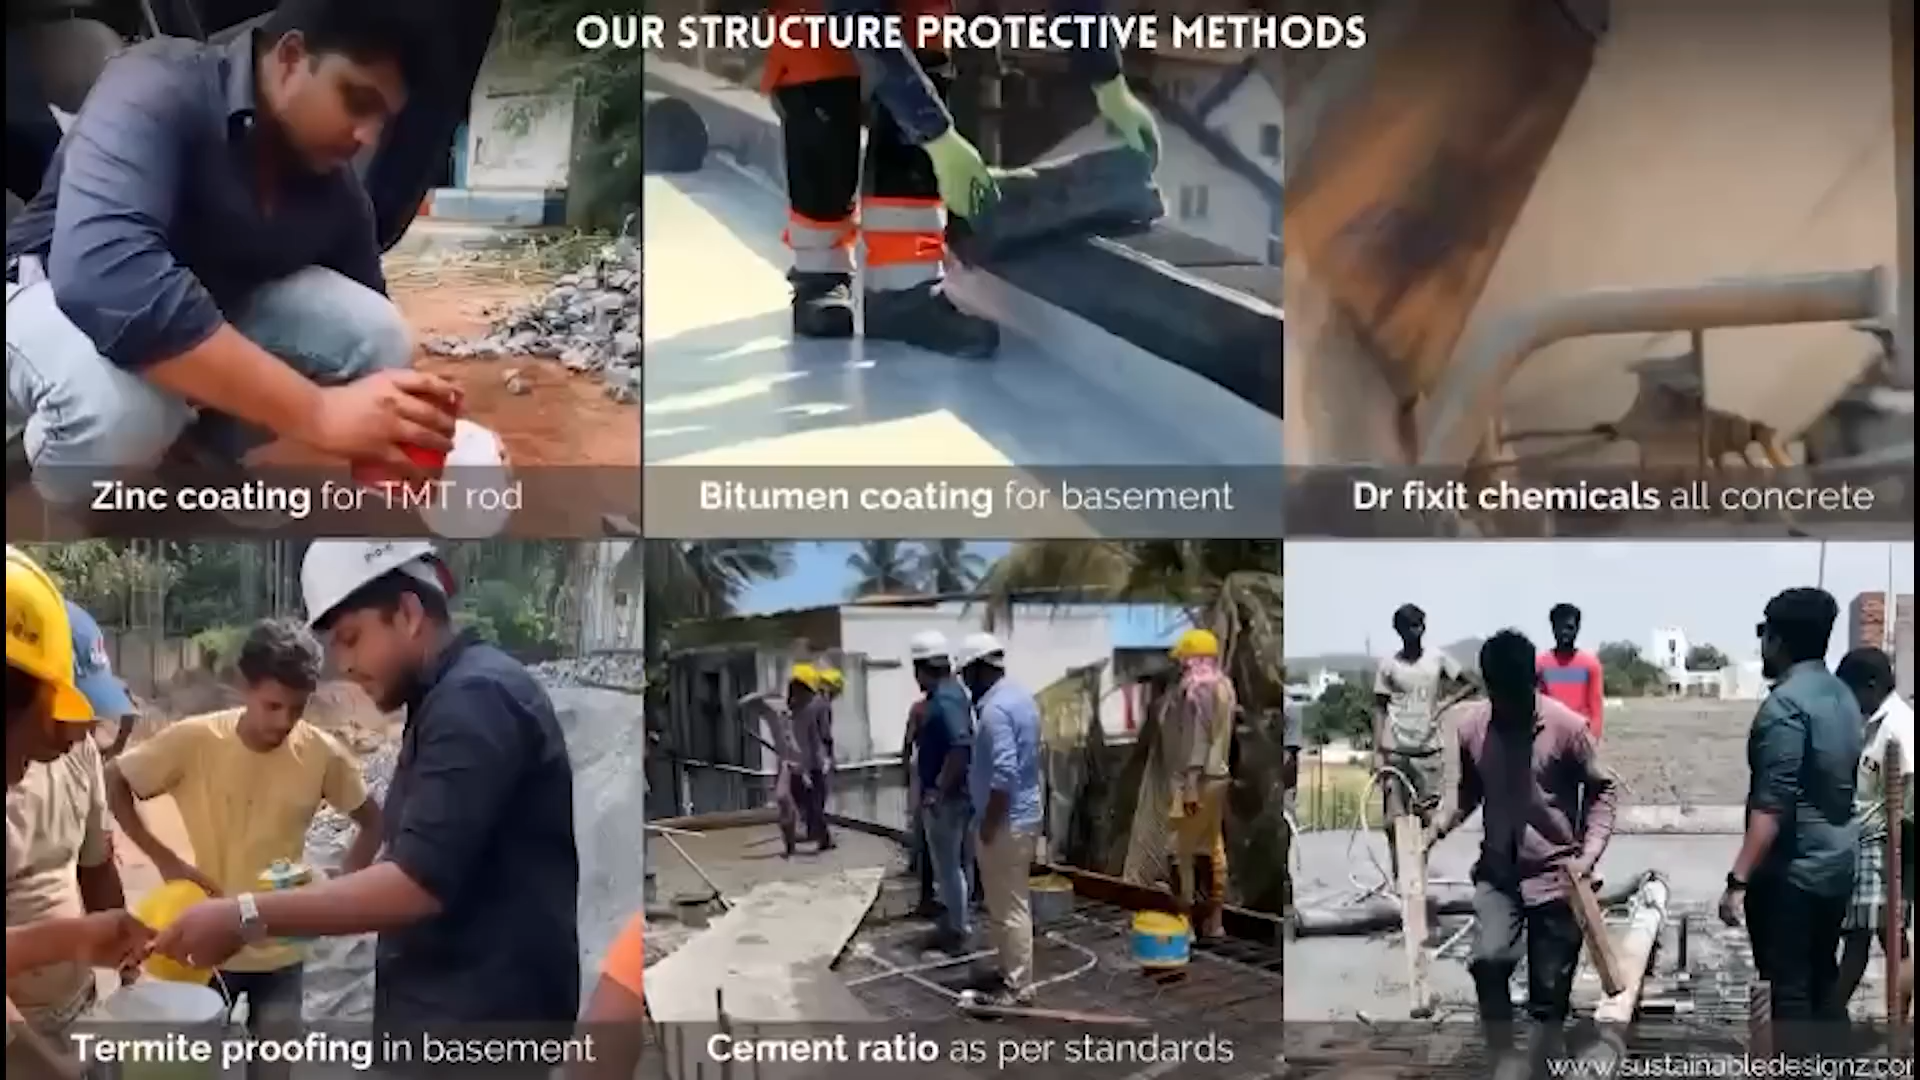 OUR STRUCTURE PROTECTIVE METHODS
Zinc coating for TMT rod
Bitumen coating for basement
Dr fixit chemicals all concrete
Termite proofing in basement
Cement ratio as per standards
www.sustainabledesignz.com